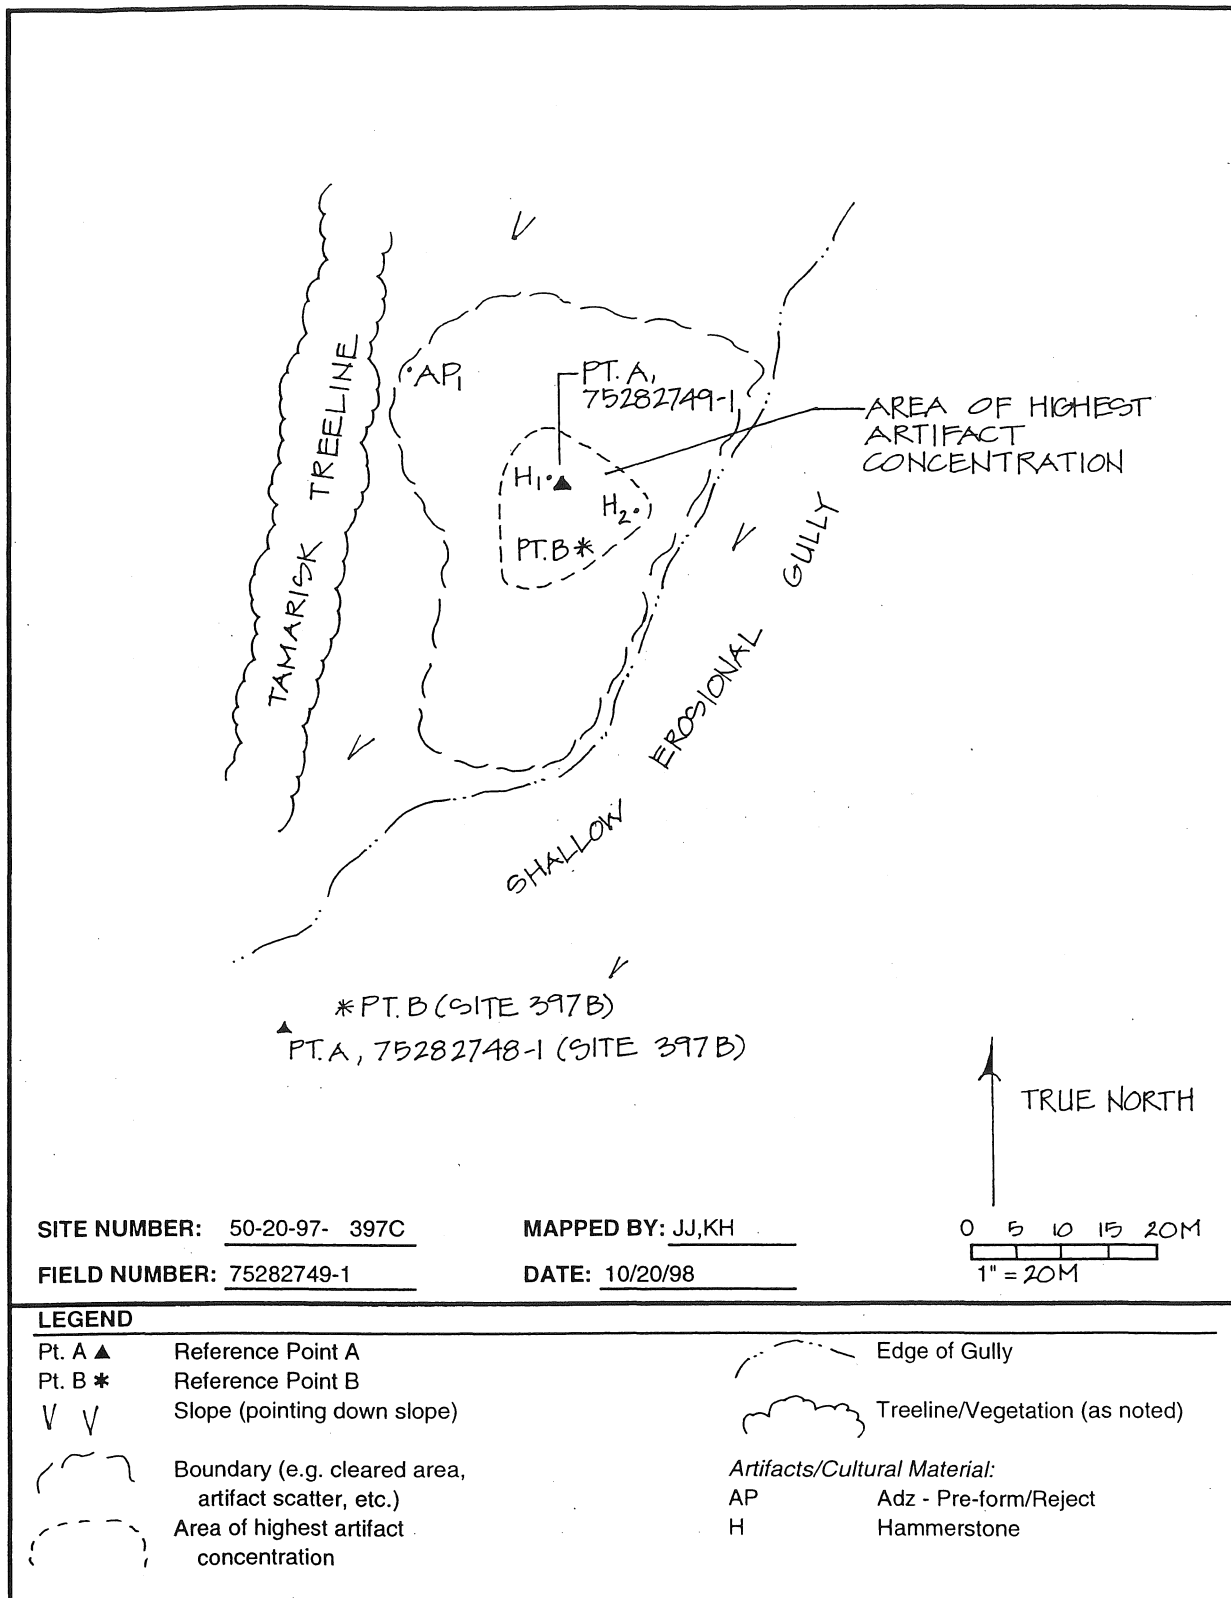 AP1
PT. A,
75282749-1
AREA OF HIGHEST
ARTIFACT
CONCENTRATION
H1
H2
PT. B *
TAMARISK TREELINE
SHALLOW EROSIONAL GULLY
* PT. B (SITE 397B)
PT. A, 75282748-1 (SITE 397B)
TRUE NORTH
SITE NUMBER: 50-20-97- 397C
MAPPED BY: JJ,KH
0 5 10 15 20M
FIELD NUMBER: 75282749-1
DATE: 10/20/98
1" = 20M
LEGEND
Pt. A ▲ Reference Point A
Pt. B * Reference Point B
Slope (pointing down slope)
Boundary (e.g. cleared area,
artifact scatter, etc.)
Area of highest artifact
concentration
Edge of Gully
Treeline/Vegetation (as noted)
Artifacts/Cultural Material:
AP Adz - Pre-form/Reject
H Hammerstone